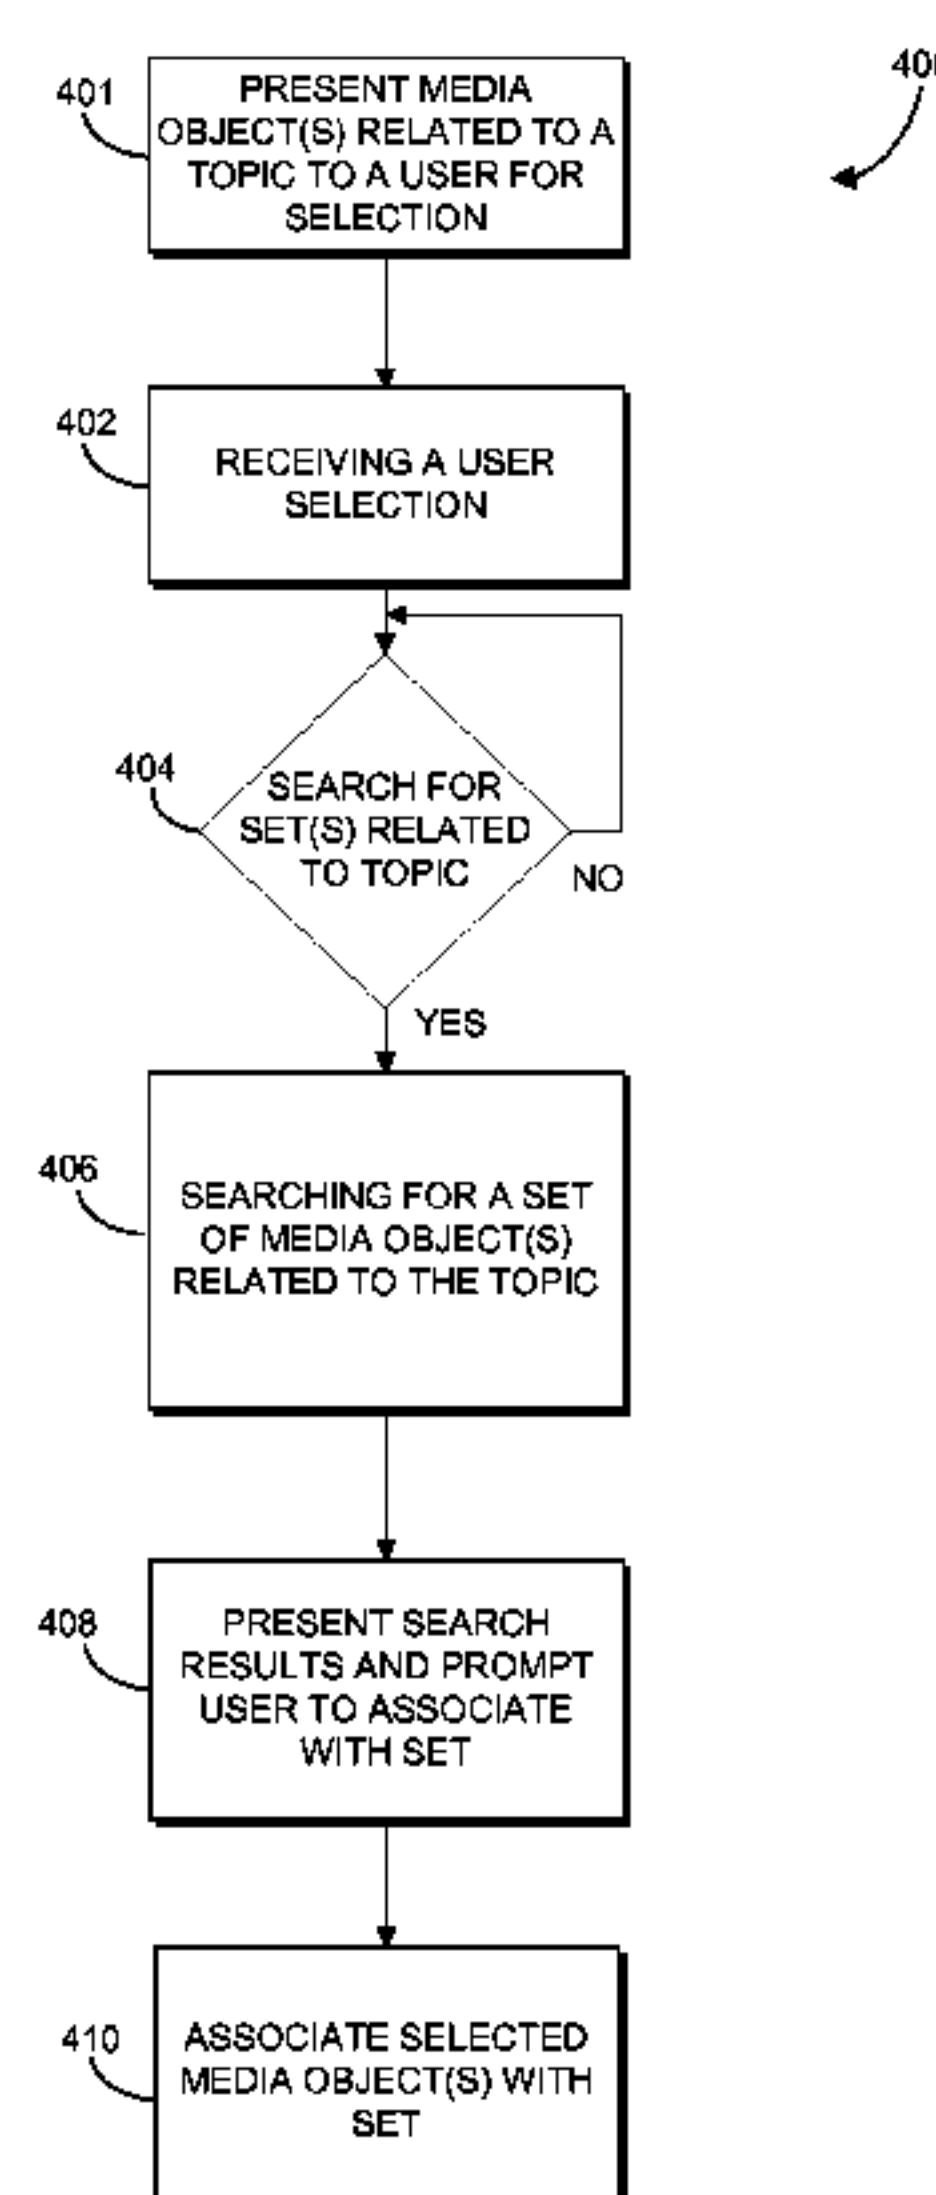 401
PRESENT MEDIA
OBJECT(S) RELATED TO A
TOPIC TO A USER FOR
SELECTION
402
RECEIVING A USER
SELECTION
404
SEARCH FOR
SET(S) RELATED
TO TOPIC
NO
YES
406
SEARCHING FOR A SET
OF MEDIA OBJECT(S)
RELATED TO THE TOPIC
408
PRESENT SEARCH
RESULTS AND PROMPT
USER TO ASSOCIATE
WITH SET
410
ASSOCIATE SELECTED
MEDIA OBJECT(S) WITH
SET